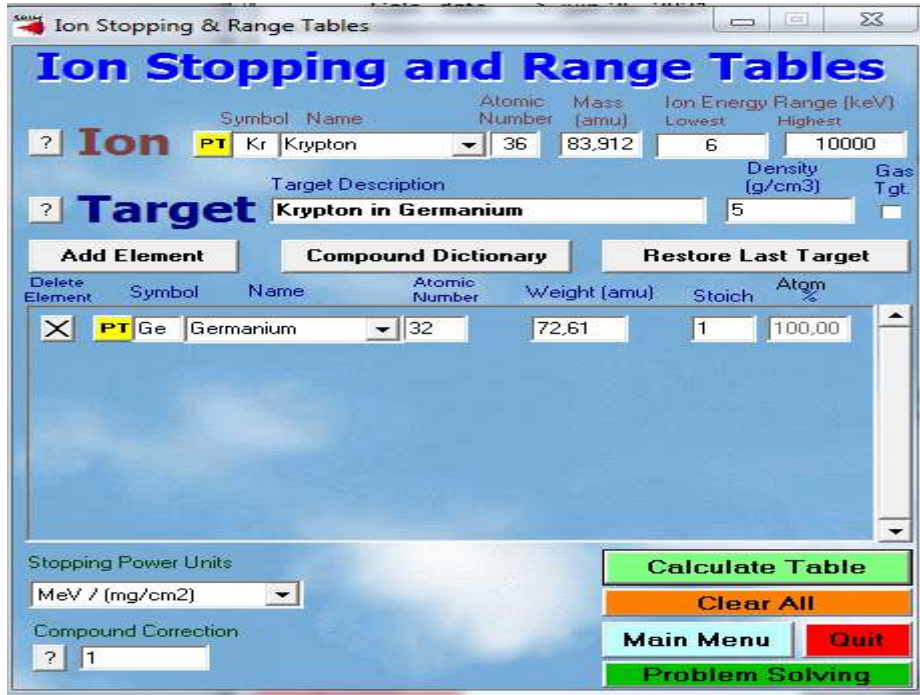 Ion Stopping & Range Tables
Ion Stopping and Range Tables
Symbol Name Atomic Number Mass (amu) Ion Energy Range (keV) Lowest Highest
? Ion PT Kr Krypton 36 83,912 6 10000
Target Description Density (g/cm3) Gas Tgt.
? Target Krypton in Germanium 5
Add Element Compound Dictionary Restore Last Target
Delete Element Symbol Name Atomic Number Weight (amu) Stoich Atom %
X PT Ge Germanium 32 72,61 1 100,00
Stopping Power Units
Calculate Table
MeV / (mg/cm2)
Clear All
Compound Correction
Main Menu Quit
? 1
Problem Solving